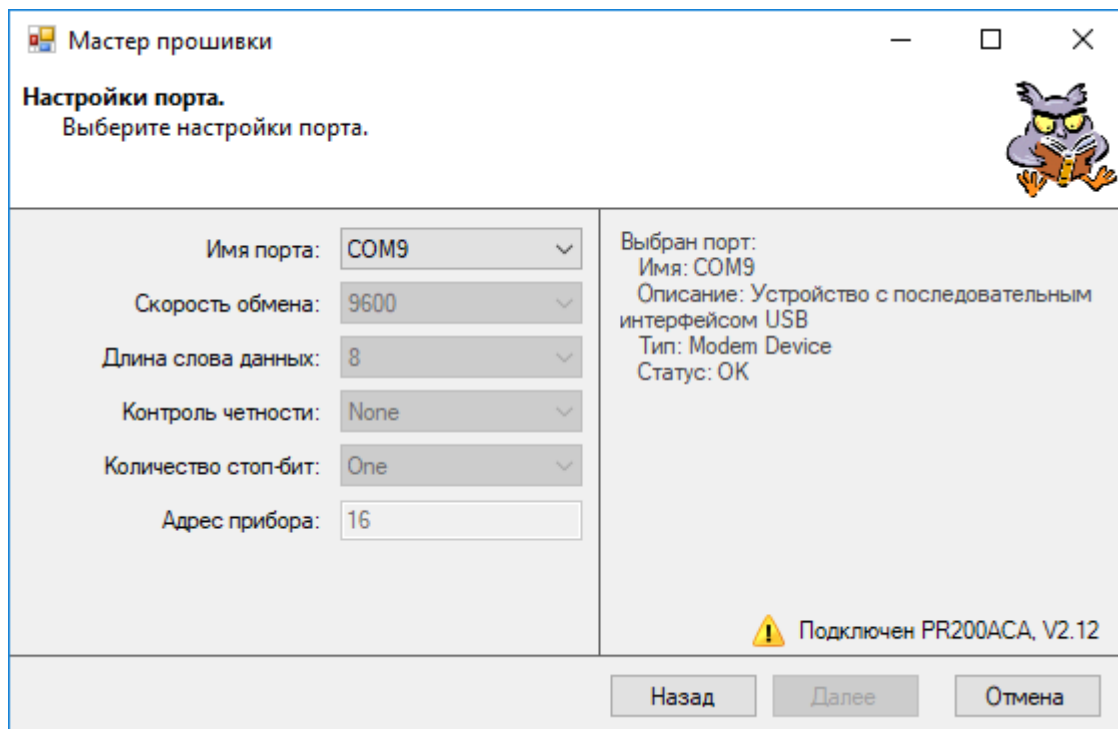 Мастер прошивки
Настройки порта.
Выберите настройки порта.
Имя порта: COM9
Скорость обмена: 9600
Длина слова данных: 8
Контроль четности: None
Количество стоп-бит: One
Адрес прибора: 16
Выбран порт:
Имя: COM9
Описание: Устройство с последовательным
интерфейсом USB
Тип: Modem Device
Статус: OK
Подключен PR200ACA, V2.12
Назад
Далее
Отмена